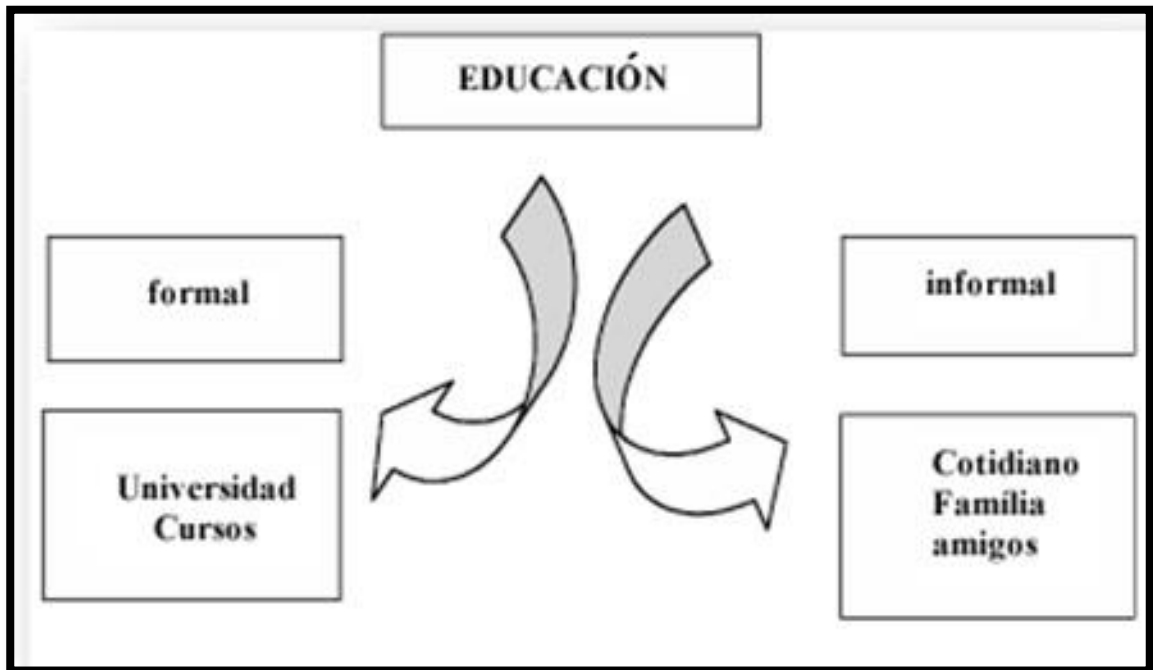 EDUCACIÓN
formal
informal
Universidad
Cursos
Cotidiano
Família
amigos